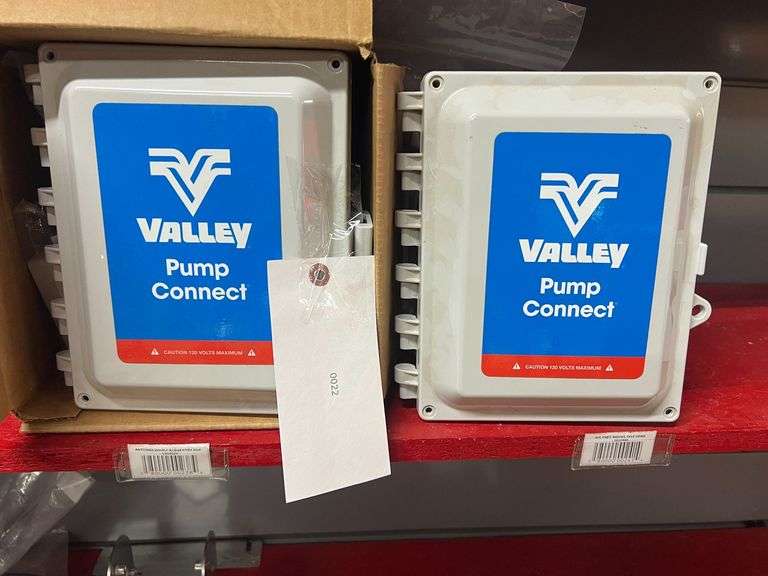 VALLEY
Pump
Connect
CAUTION 120 VOLTS MAXIMUM
0022
VALLEY
Pump
Connect
CAUTION 120 VOLTS MAXIMUM